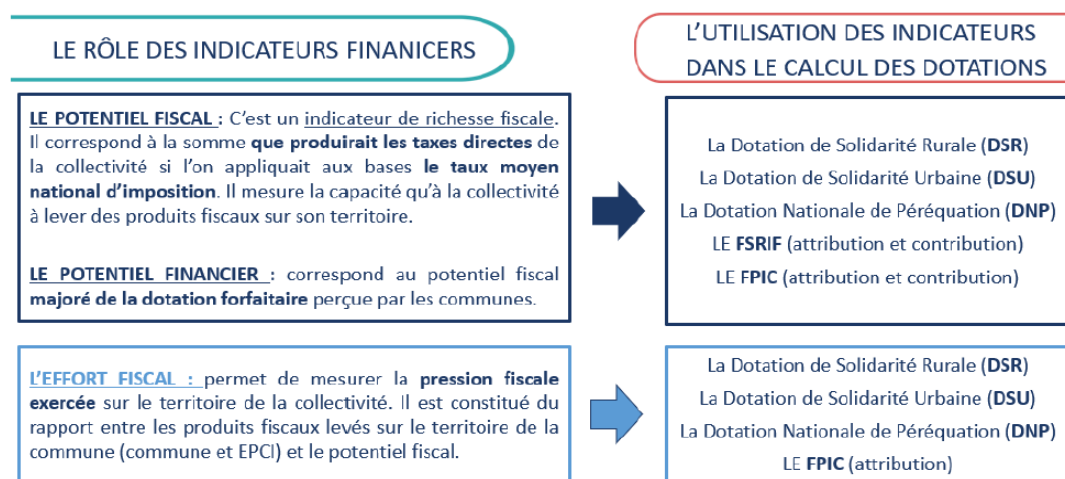 LE RÔLE DES INDICATEURS FINANICERS
LE POTENTIEL FISCAL : C'est un indicateur de richesse fiscale.
Il correspond à la somme que produirait les taxes directes de
la collectivité si l'on appliquait aux bases le taux moyen
national d'imposition. Il mesure la capacité qu'à la collectivité
à lever des produits fiscaux sur son territoire.
LE POTENTIEL FINANCIER : correspond au potentiel fiscal
majoré de la dotation forfaitaire perçue par les communes.
L'EFFORT FISCAL : permet de mesurer la pression fiscale
exercée sur le territoire de la collectivité. Il est constitué du
rapport entre les produits fiscaux levés sur le territoire de la
commune (commune et EPCI) et le potentiel fiscal.
L'UTILISATION DES INDICATEURS
DANS LE CALCUL DES DOTATIONS
La Dotation de Solidarité Rurale (DSR)
La Dotation de Solidarité Urbaine (DSU)
La Dotation Nationale de Péréquation (DNP)
LE FSRIF (attribution et contribution)
LE FPIC (attribution et contribution)
La Dotation de Solidarité Rurale (DSR)
La Dotation de Solidarité Urbaine (DSU)
La Dotation Nationale de Péréquation (DNP)
LE FPIC (attribution)